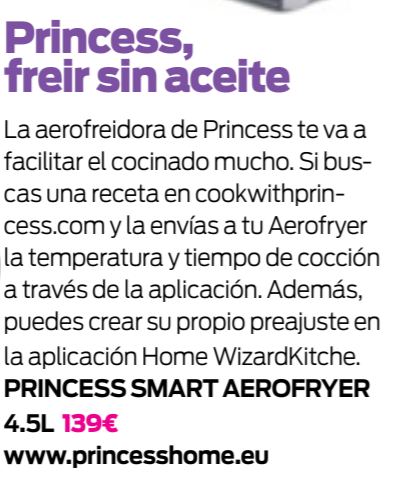 Princess,
freir sin aceite
La aerofreidora de Princess te va a
facilitar el cocinado mucho. Si bus-
cas una receta en cookwithprin-
cess.com y la envías a tu Aerofryer
la temperatura y tiempo de cocción
a través de la aplicación. Además,
puedes crear su propio preajuste en
la aplicación Home WizardKitche.
PRINCESS SMART AEROFRYER
4.5L 139€
www.princesshome.eu